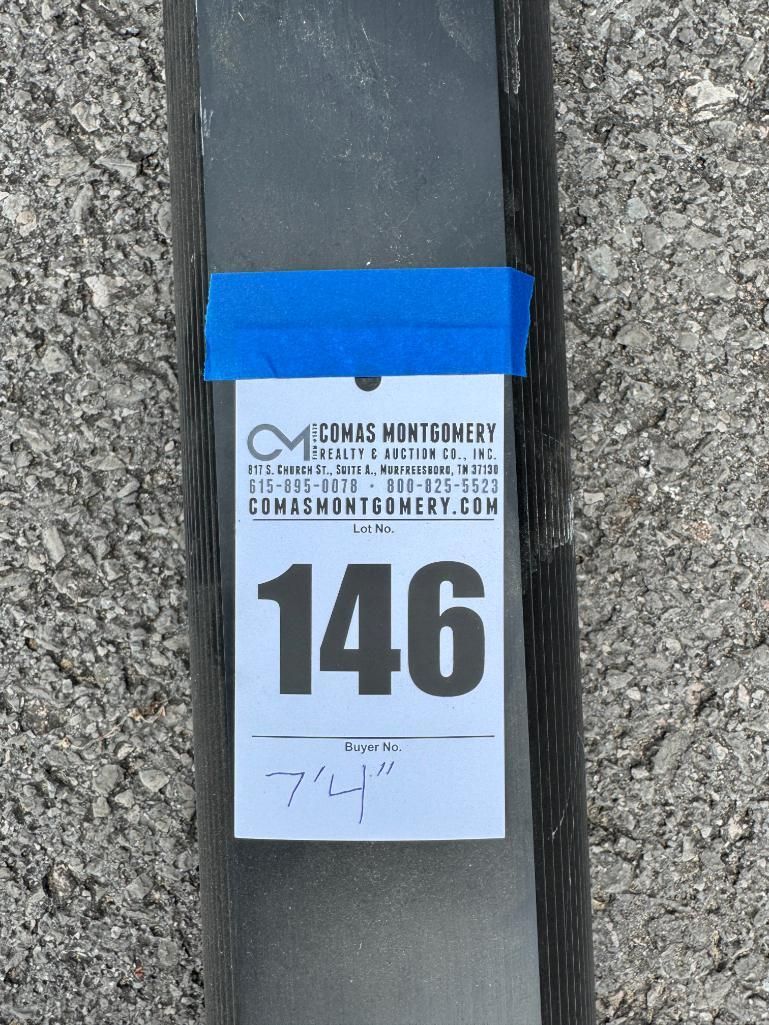 CM
COMAS MONTGOMERY
REALTY & AUCTION CO., INC.
817 S. CHURCH ST., SUITE A., MURFREESBORO, TN 37130
615-895-0078 • 800-825-5523
COMASMONTGOMERY.COM
Lot No.
146
Buyer No.
7'4"